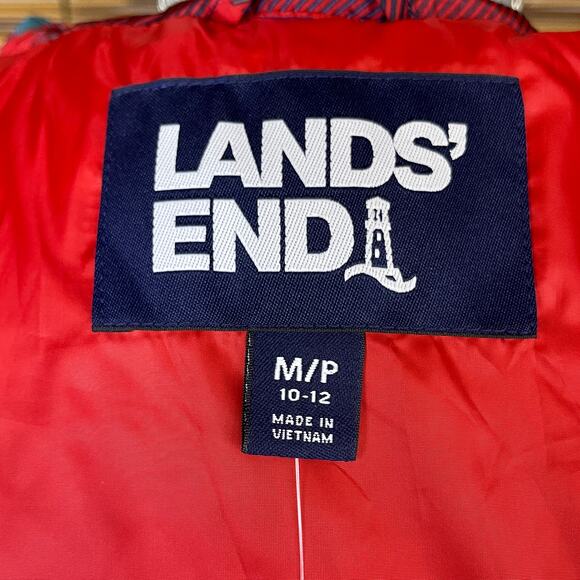 LANDS'
END
M/P
10-12
MADE IN
VIETNAM